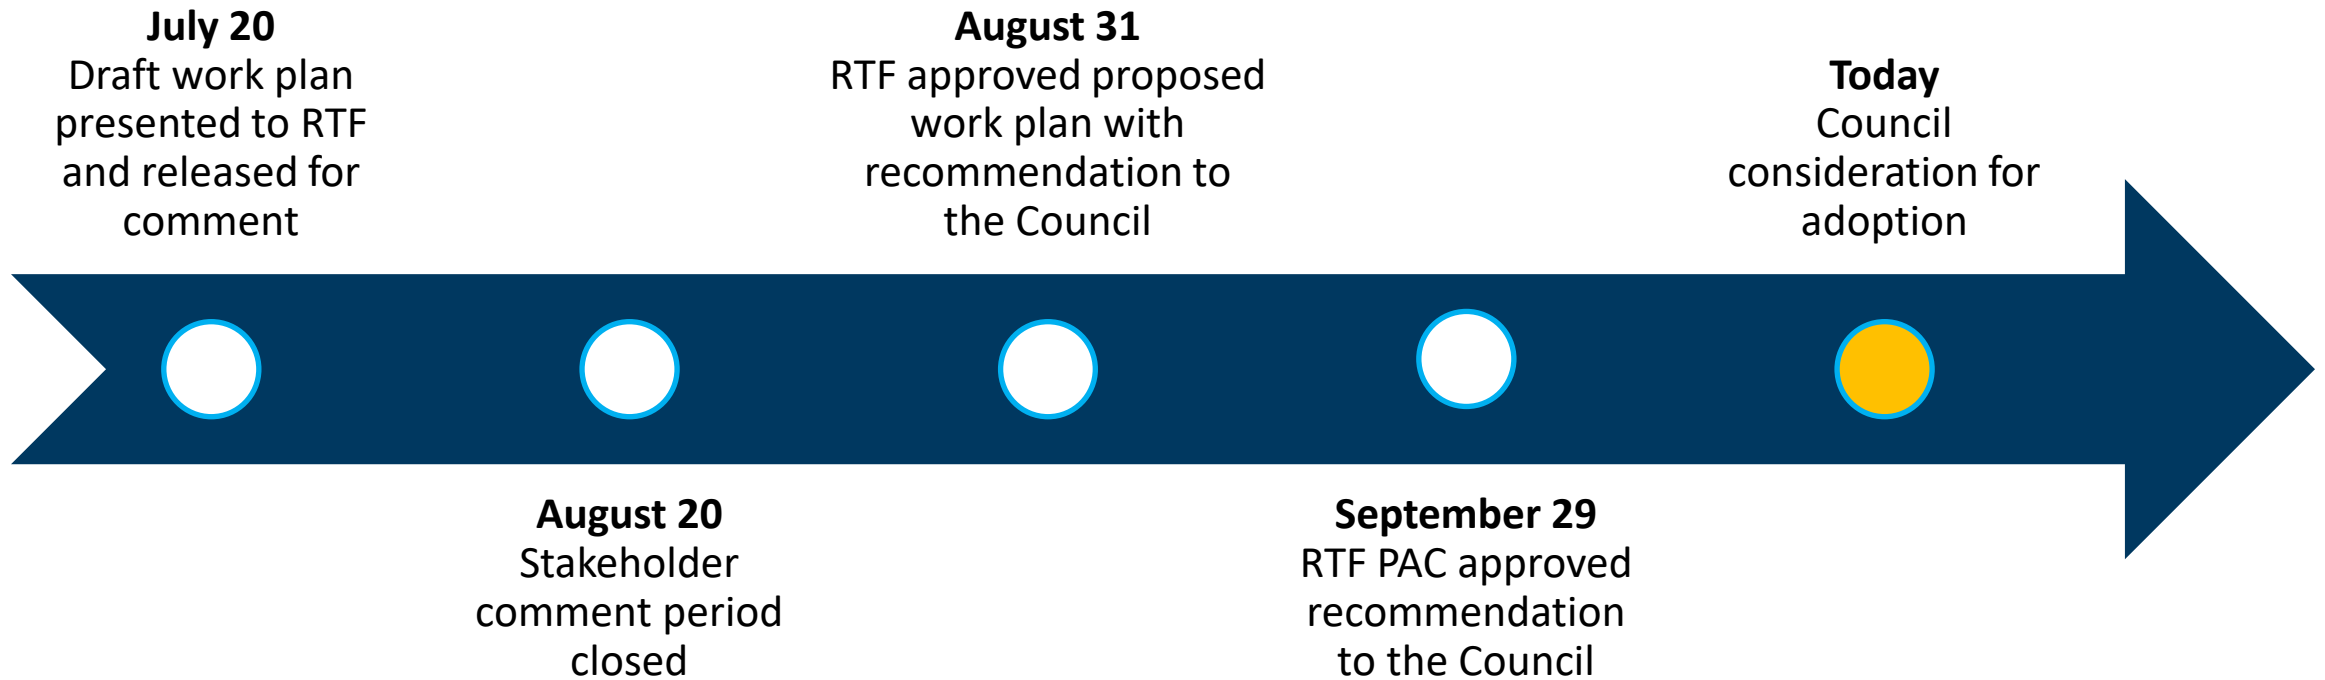 July 20
Draft work plan
presented to RTF
and released for
comment
August 20
Stakeholder
comment period
closed
August 31
RTF approved proposed
work plan with
recommendation to
the Council
September 29
RTF PAC approved
recommendation
to the Council
Today
Council
consideration for
adoption